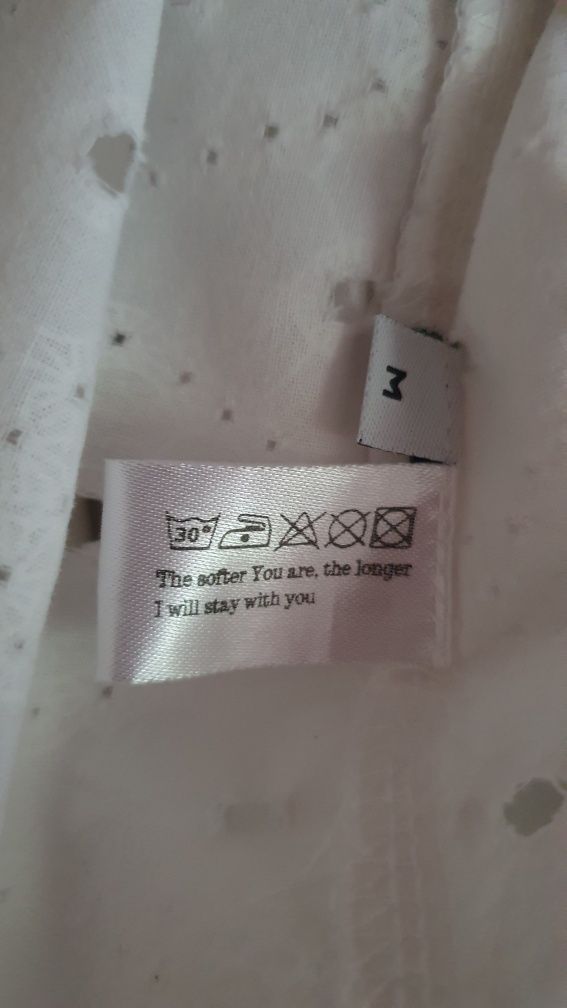 M
30°
The softer You are, the longer
I will stay with you